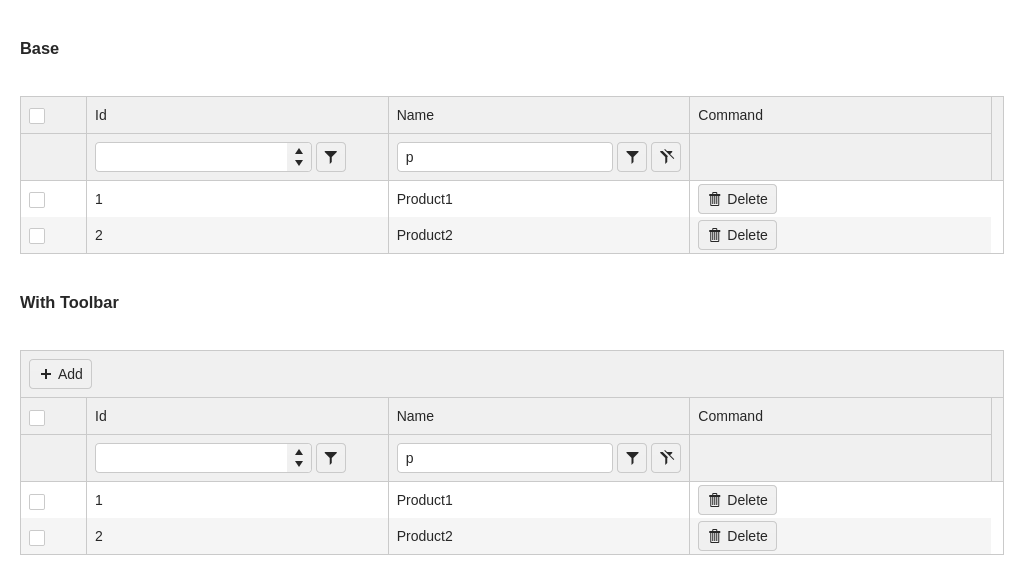 Base
Id Name Command
p
1 Product1 Delete
2 Product2 Delete
With Toolbar
Add
Id Name Command
p
1 Product1 Delete
2 Product2 Delete